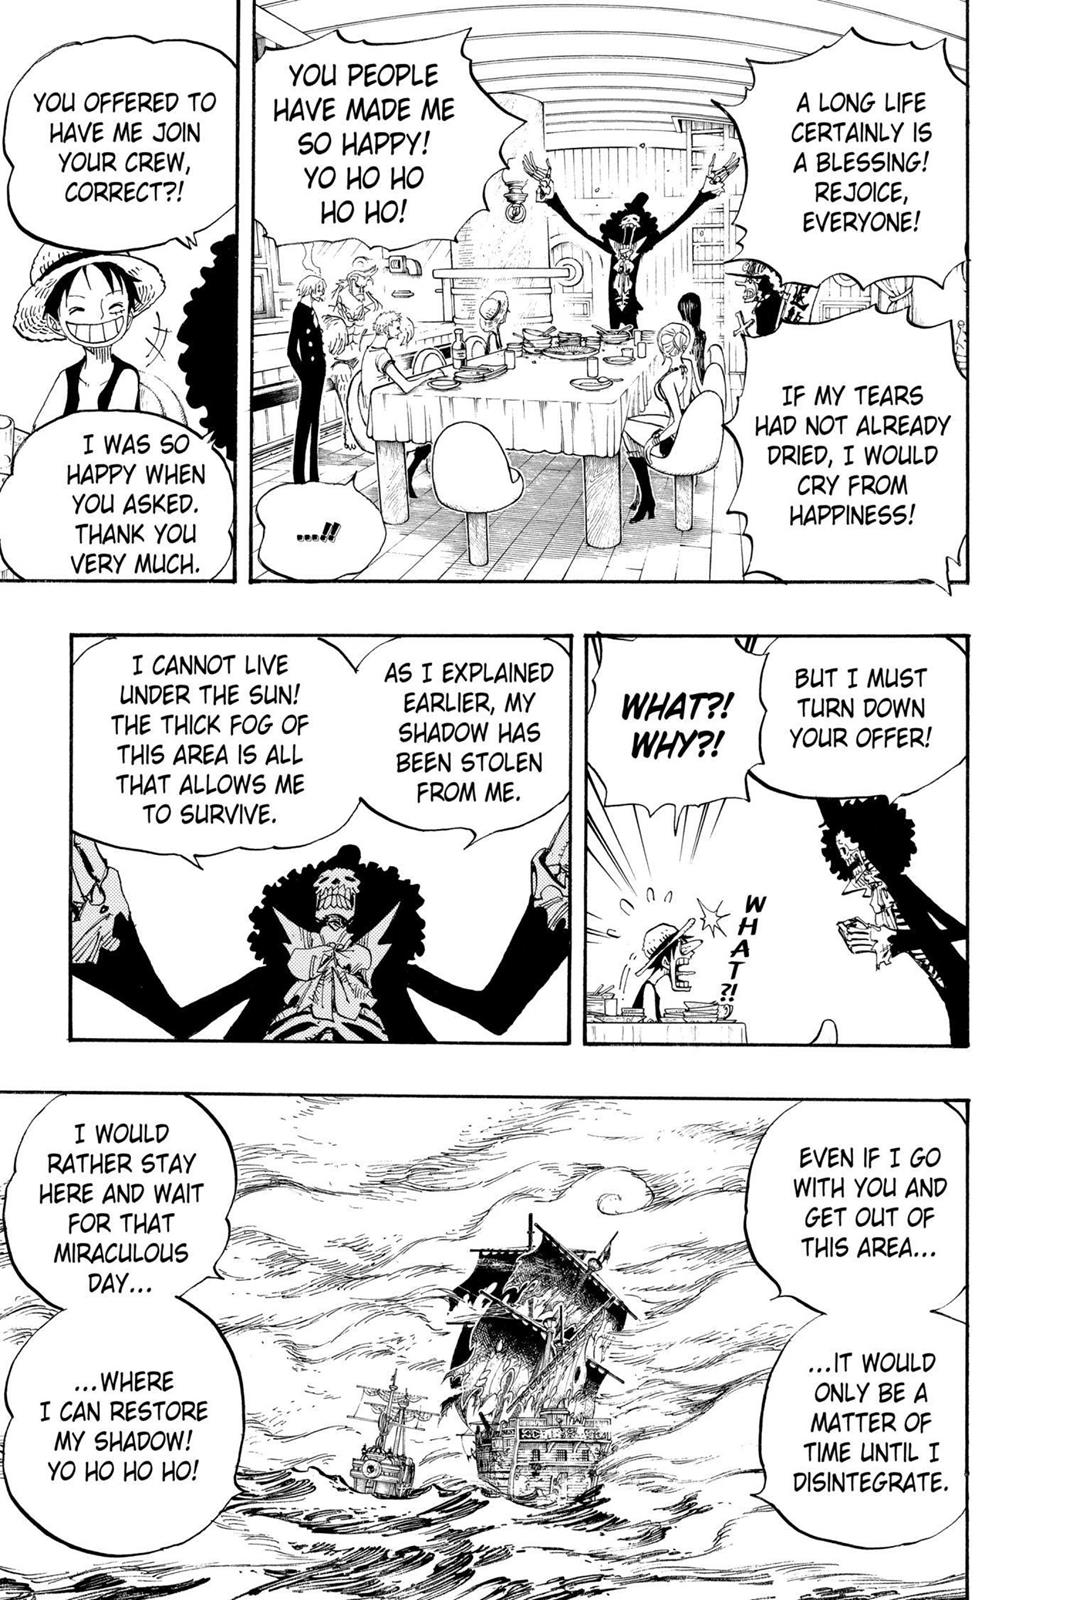 A LONG LIFE
CERTAINLY IS
A BLESSING!
REJOICE,
EVERYONE!
IF MY TEARS
HAD NOT ALREADY
DRIED, I WOULD
CRY FROM
HAPPINESS!
YOU PEOPLE
HAVE MADE ME
SO HAPPY!
YO HO HO
HO HO!
....!!
YOU OFFERED TO
HAVE ME JOIN
YOUR CREW,
CORRECT?!
I WAS SO
HAPPY WHEN
YOU ASKED.
THANK YOU
VERY MUCH.
BUT I MUST
TURN DOWN
YOUR OFFER!
WHAT?!
WHY?!
WHAT?!
AS I EXPLAINED
EARLIER, MY
SHADOW HAS
BEEN STOLEN
FROM ME.
I CANNOT LIVE
UNDER THE SUN!
THE THICK FOG OF
THIS AREA IS ALL
THAT ALLOWS ME
TO SURVIVE.
EVEN IF I GO
WITH YOU AND
GET OUT OF
THIS AREA...
...IT WOULD
ONLY BE A
MATTER OF
TIME UNTIL I
DISINTEGRATE.
I WOULD
RATHER STAY
HERE AND WAIT
FOR THAT
MIRACULOUS
DAY...
...WHERE
I CAN RESTORE
MY SHADOW!
YO HO HO HO!